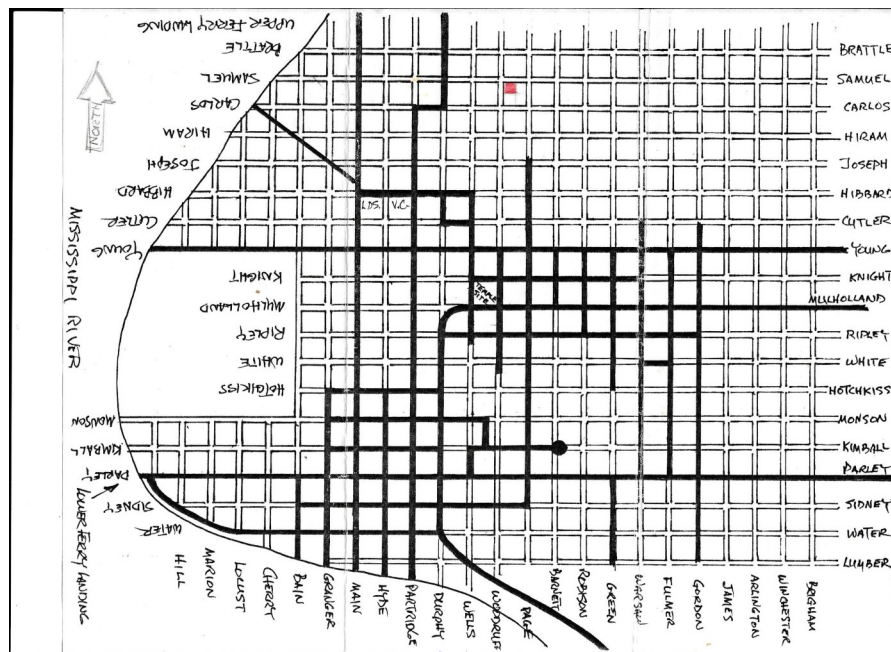 UPPER FERRY LANDING
BRATTLE
SAMUEL
CARLOS
HIRAM
JOSEPH
HIBBARD
CUTLER
YOUNG
KNIGHT
MULHOLLAND
RIPLEY
WHITE
HOTCHKISS
MONSON
KIMBALL
PARLEY
SIDNEY
WATER
LOWER FERRY LANDING
NORTH
MISSISSIPPI RIVER
L.D.S. V.C.
TEMPLE
SITE
BRATTLE
SAMUEL
CARLOS
HIRAM
JOSEPH
HIBBARD
CUTLER
YOUNG
KNIGHT
MULHOLLAND
RIPLEY
WHITE
HOTCHKISS
MONSON
KIMBALL
PARLEY
SIDNEY
WATER
LUMBER
HILL
MARION
LOCUST
CHERRY
BAIN
GRANGER
MAIN
HYDE
PARTRIDGE
DURPHY
WELLS
WOODRUFF
PAGE
BARNETT
ROBISON
GREEN
WARSAW
FULMER
GORDON
JAMES
ARLINGTON
WINCHESTER
BRIGHAM